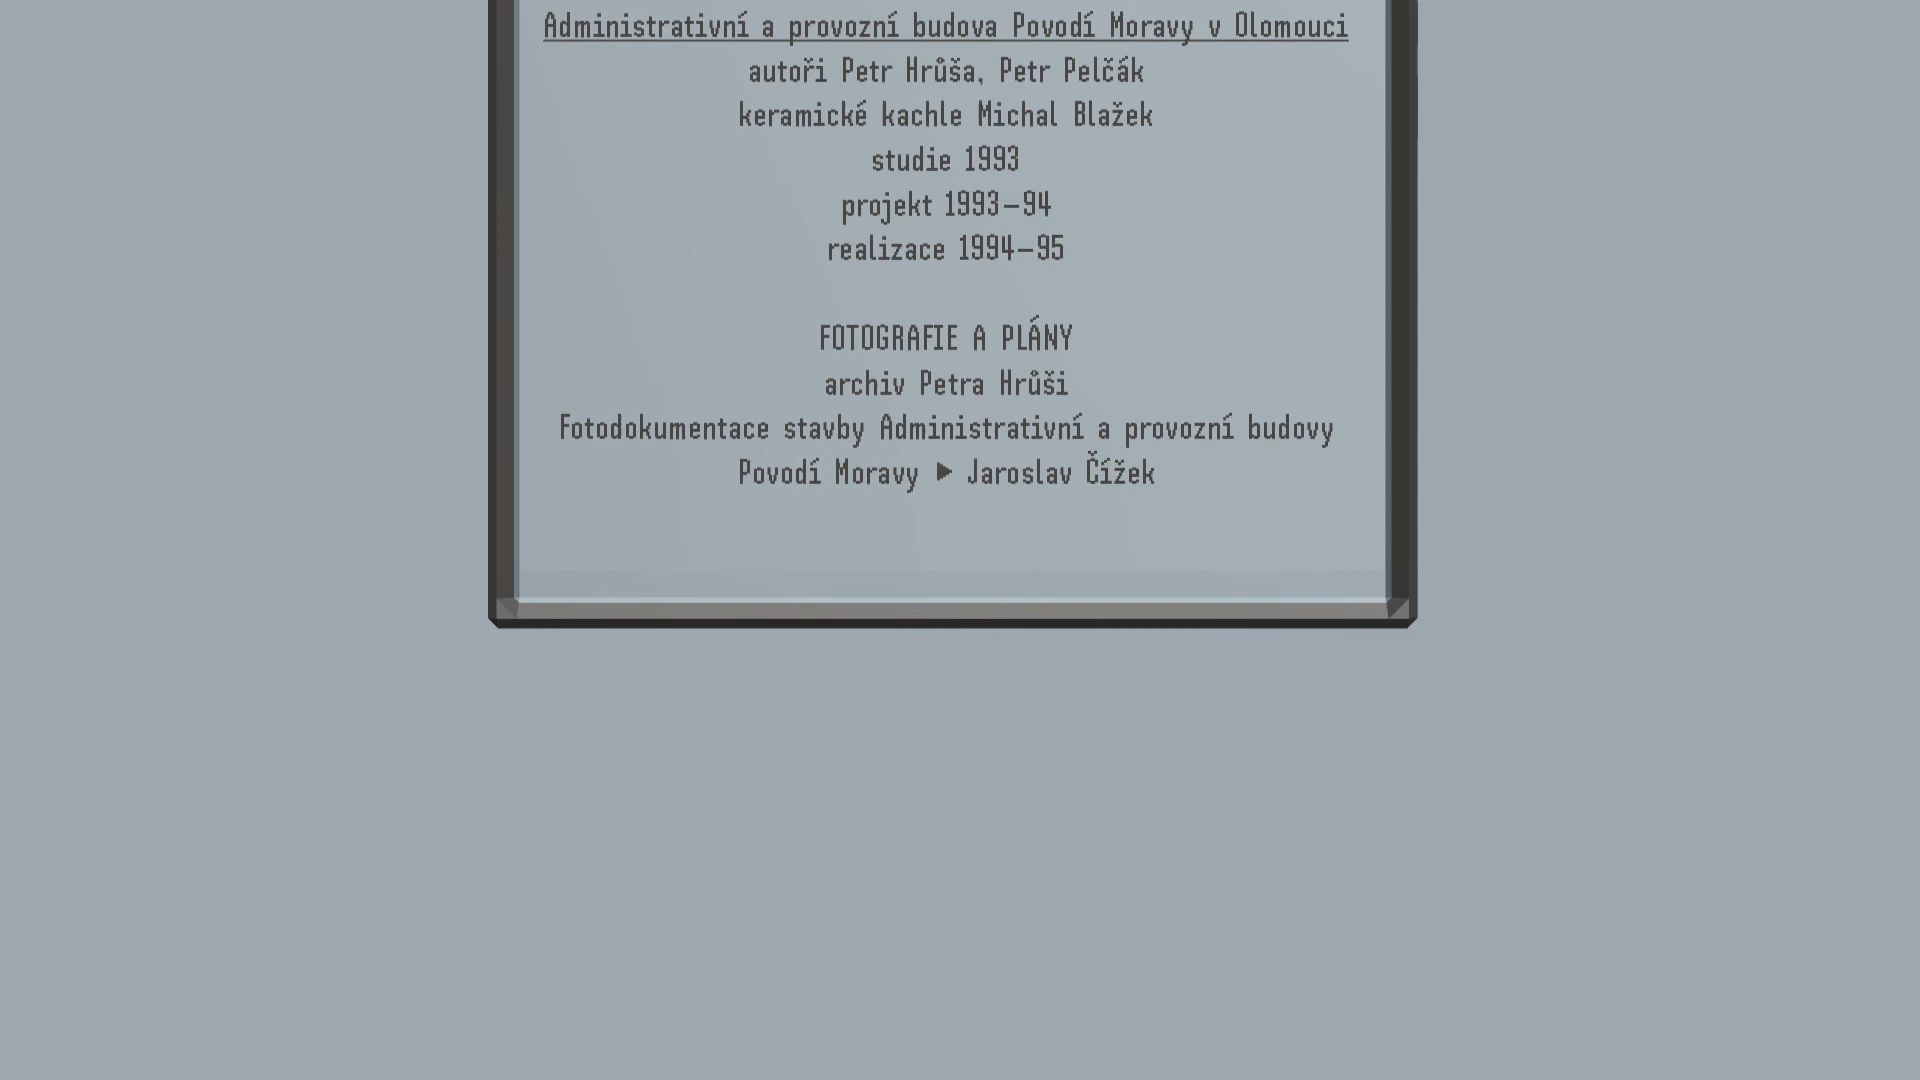 Administrativní a provozní budova Povodí Moravy v Olomouci
autoři Petr Hrůša, Petr Pelčák
keramické kachle Michal Blažek
studie 1993
projekt 1993–94
realizace 1994–95
FOTOGRAFIE A PLÁNY
archiv Petra Hrůši
Fotodokumentace stavby Administrativní a provozní budovy
Povodí Moravy ▶ Jaroslav Čížek